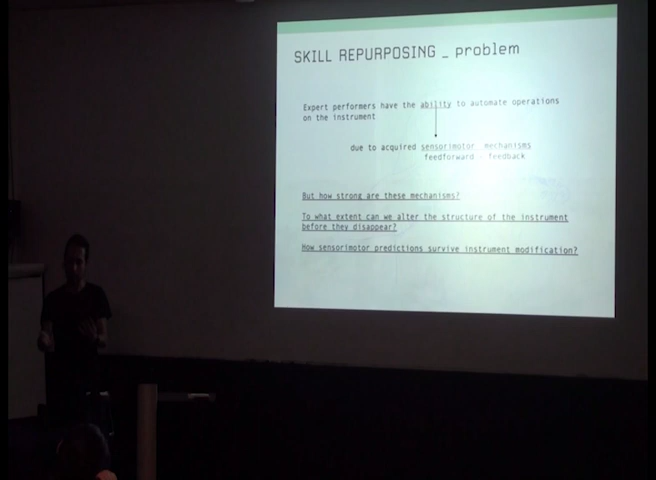 SKILL REPURPOSING _ problem
Expert performers have the ability to automate operations
on the instrument
due to acquired sensorimotor mechanisms
feedforward - feedback
But how strong are these mechanisms?
To what extent can we alter the structure of the instrument
before they disappear?
How sensorimotor predictions survive instrument modification?